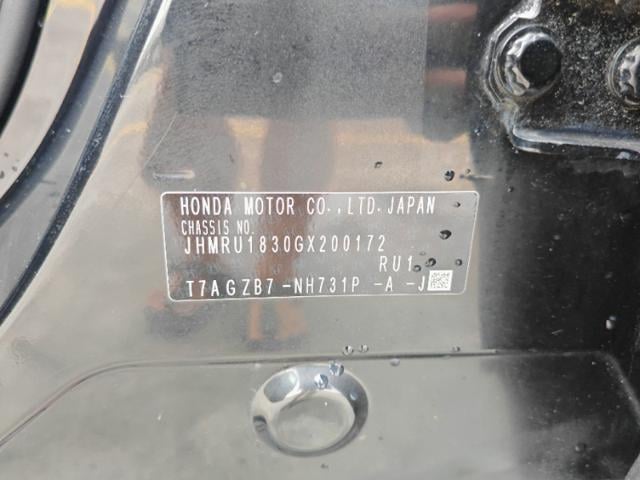 HONDA MOTOR CO.,LTD.JAPAN
CHASSIS NO.
JHMRU1830GX200172
RU1
T7AGZB7-NH731P -A -J